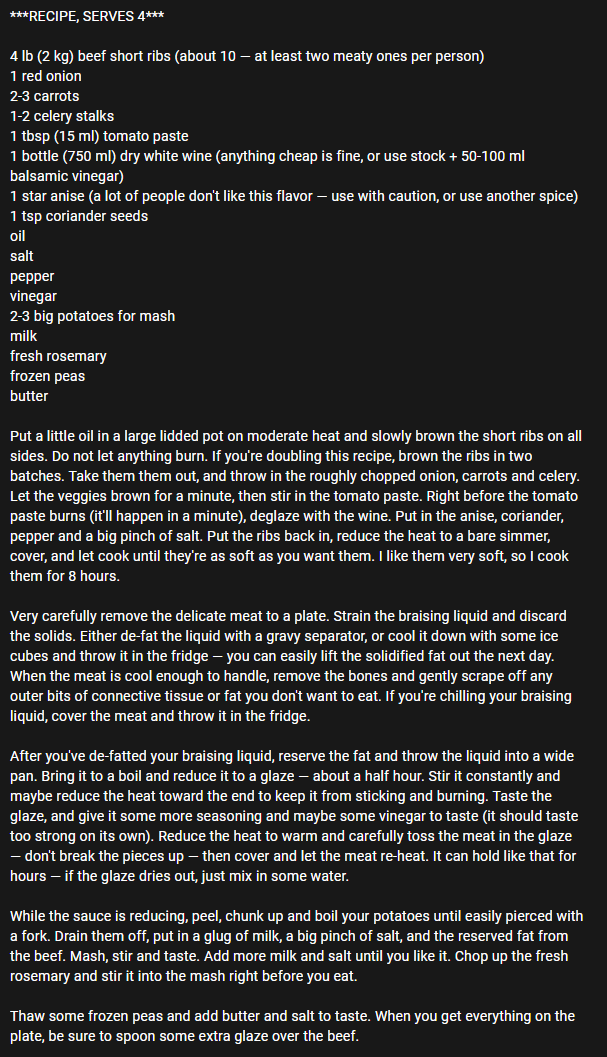 ***RECIPE, SERVES 4***
4 lb (2 kg) beef short ribs (about 10 — at least two meaty ones per person)
1 red onion
2-3 carrots
1-2 celery stalks
1 tbsp (15 ml) tomato paste
1 bottle (750 ml) dry white wine (anything cheap is fine, or use stock + 50-100 ml
balsamic vinegar)
1 star anise (a lot of people don't like this flavor — use with caution, or use another spice)
1 tsp coriander seeds
oil
salt
pepper
vinegar
2-3 big potatoes for mash
milk
fresh rosemary
frozen peas
butter
Put a little oil in a large lidded pot on moderate heat and slowly brown the short ribs on all
sides. Do not let anything burn. If you're doubling this recipe, brown the ribs in two
batches. Take them them out, and throw in the roughly chopped onion, carrots and celery.
Let the veggies brown for a minute, then stir in the tomato paste. Right before the tomato
paste burns (it'll happen in a minute), deglaze with the wine. Put in the anise, coriander,
pepper and a big pinch of salt. Put the ribs back in, reduce the heat to a bare simmer,
cover, and let cook until they're as soft as you want them. I like them very soft, so I cook
them for 8 hours.
Very carefully remove the delicate meat to a plate. Strain the braising liquid and discard
the solids. Either de-fat the liquid with a gravy separator, or cool it down with some ice
cubes and throw it in the fridge — you can easily lift the solidified fat out the next day.
When the meat is cool enough to handle, remove the bones and gently scrape off any
outer bits of connective tissue or fat you don't want to eat. If you're chilling your braising
liquid, cover the meat and throw it in the fridge.
After you've de-fatted your braising liquid, reserve the fat and throw the liquid into a wide
pan. Bring it to a boil and reduce it to a glaze — about a half hour. Stir it constantly and
maybe reduce the heat toward the end to keep it from sticking and burning. Taste the
glaze, and give it some more seasoning and maybe some vinegar to taste (it should taste
too strong on its own). Reduce the heat to warm and carefully toss the meat in the glaze
— don't break the pieces up — then cover and let the meat re-heat. It can hold like that for
hours — if the glaze dries out, just mix in some water.
While the sauce is reducing, peel, chunk up and boil your potatoes until easily pierced with
a fork. Drain them off, put in a glug of milk, a big pinch of salt, and the reserved fat from
the beef. Mash, stir and taste. Add more milk and salt until you like it. Chop up the fresh
rosemary and stir it into the mash right before you eat.
Thaw some frozen peas and add butter and salt to taste. When you get everything on the
plate, be sure to spoon some extra glaze over the beef.